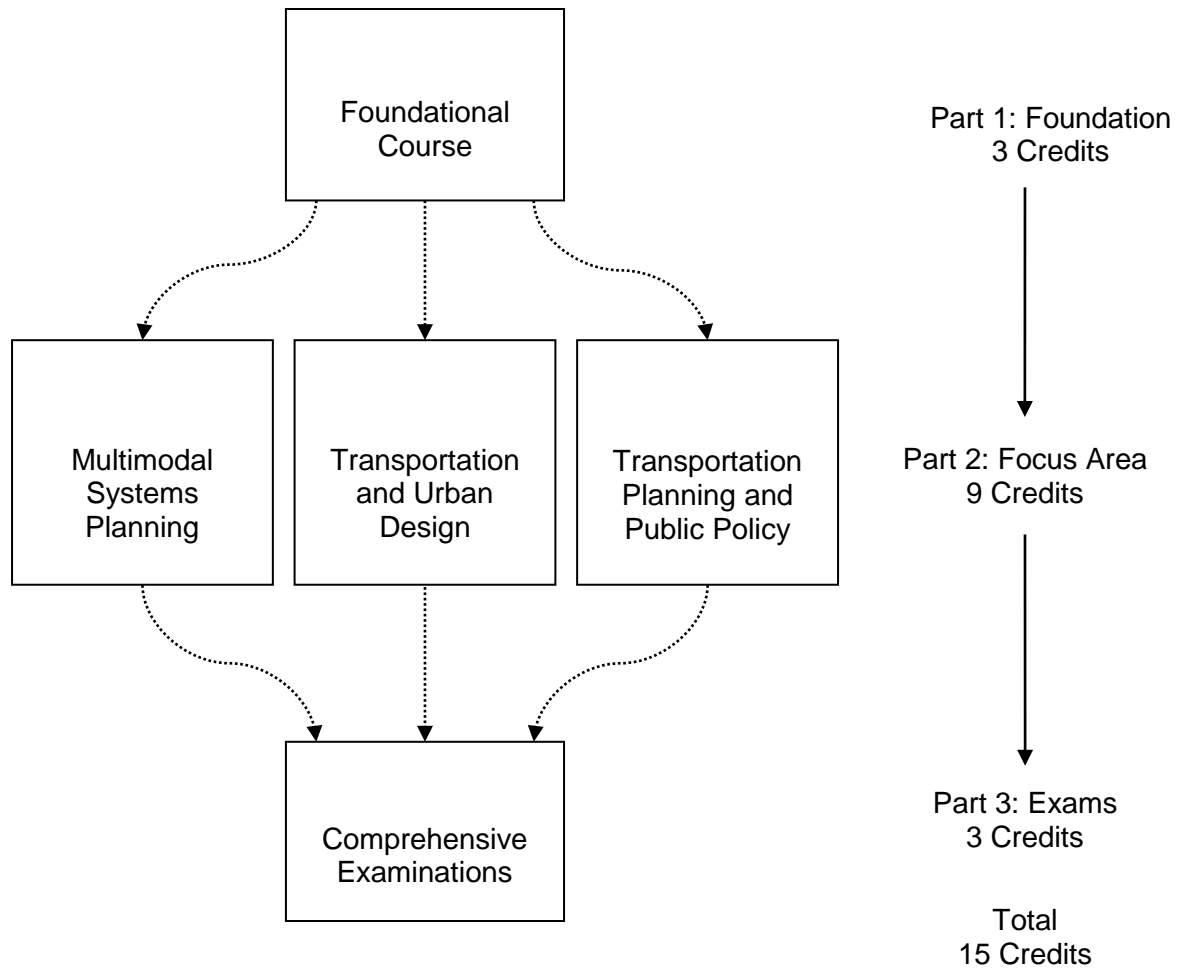 Foundational
Course
Part 1: Foundation
3 Credits
Multimodal
Systems
Planning
Transportation
and Urban
Design
Transportation
Planning and
Public Policy
Part 2: Focus Area
9 Credits
Comprehensive
Examinations
Part 3: Exams
3 Credits
Total
15 Credits